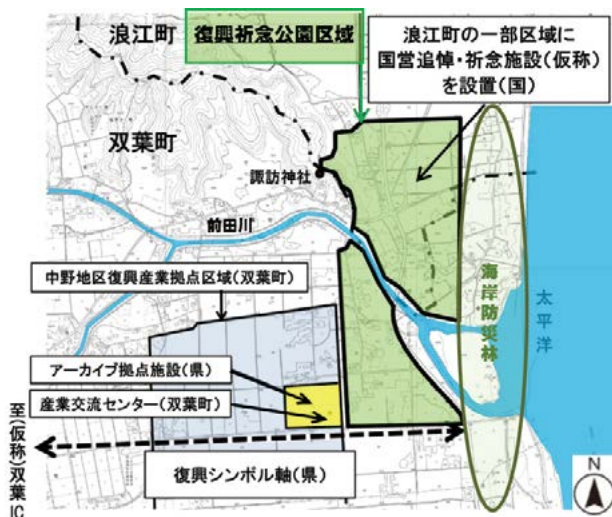 浪江町
復興祈念公園区域
浪江町の一部区域に
国営追悼・祈念施設(仮称)
を設置(国)
双葉町
諏訪神社
前田川
中野地区復興産業拠点区域(双葉町)
アーカイブ拠点施設(県)
産業交流センター(双葉町)
復興シンボル軸(県)
至(仮称)双葉IC
海岸防災林
太平洋
N